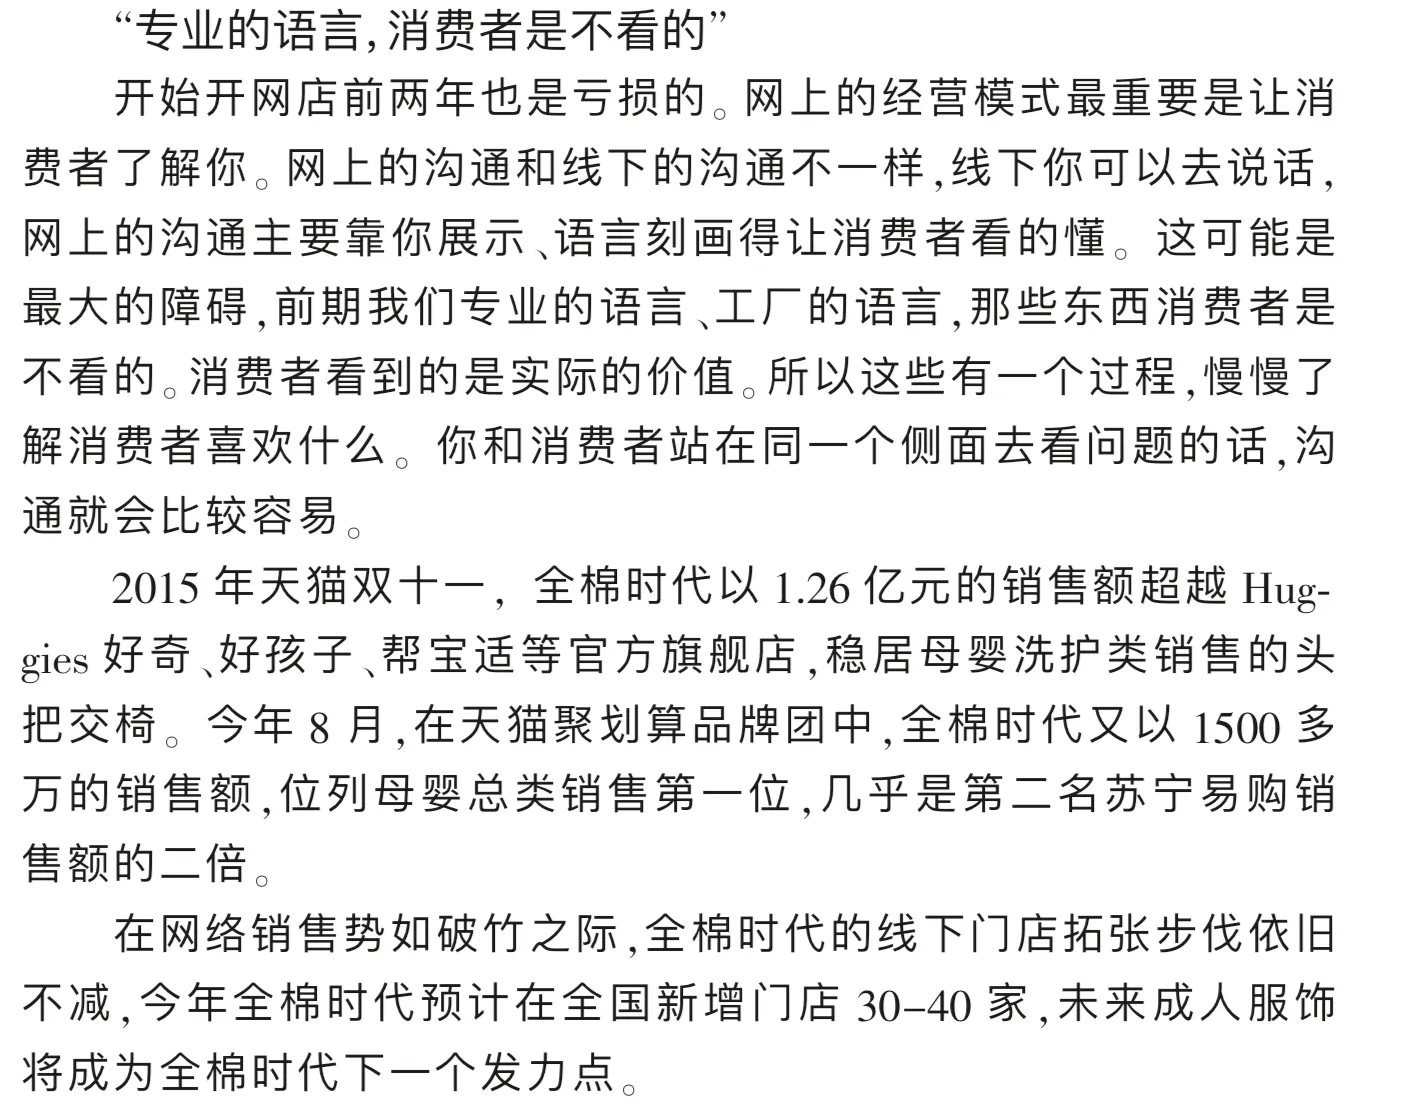 “专业的语言,消费者是不看的”
开始开网店前两年也是亏损的。网上的经营模式最重要是让消
费者了解你。网上的沟通和线下的沟通不一样,线下你可以去说话,
网上的沟通主要靠你展示、语言刻画得让消费者看的懂。这可能是
最大的障碍,前期我们专业的语言、工厂的语言,那些东西消费者是
不看的。消费者看到的是实际的价值。所以这些有一个过程,慢慢了
解消费者喜欢什么。你和消费者站在同一个侧面去看问题的话,沟
通就会比较容易。
2015 年天猫双十一, 全棉时代以 1.26 亿元的销售额超越 Hug-
gies 好奇、好孩子、帮宝适等官方旗舰店,稳居母婴洗护类销售的头
把交椅。今年 8 月,在天猫聚划算品牌团中,全棉时代又以 1500 多
万的销售额,位列母婴总类销售第一位,几乎是第二名苏宁易购销
售额的二倍。
在网络销售势如破竹之际,全棉时代的线下门店拓张步伐依旧
不减,今年全棉时代预计在全国新增门店 30–40 家,未来成人服饰
将成为全棉时代下一个发力点。